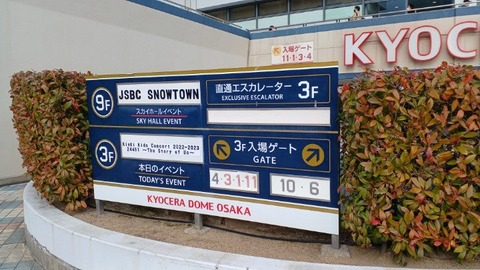 入場ゲート
11・1・3・4
KYOC
9F
JSBC SNOWTOWN
スカイホールイベント
SKY HALL EVENT
直通エスカレーター
EXCLUSIVE ESCALATOR
3F
3F
KinKi Kids Concert 2022-2023
24451 ～The Story of Us～
本日のイベント
TODAY'S EVENT
3F入場ゲート
GATE
4・3・1・11
10・6
KYOCERA DOME OSAKA